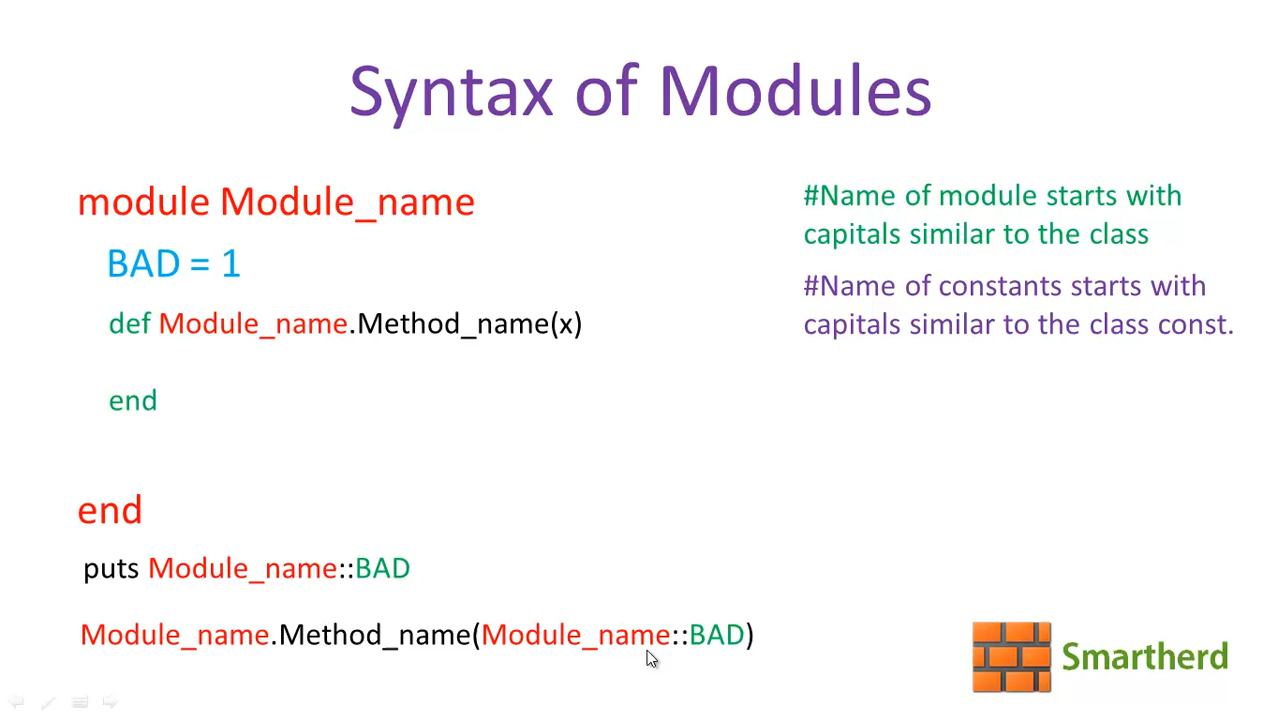 Syntax of Modules
module Module_name
BAD = 1
def Module_name.Method_name(x)
end
end
puts Module_name::BAD
Module_name.Method_name(Module_name::BAD)
#Name of module starts with
capitals similar to the class
#Name of constants starts with
capitals similar to the class const.
Smartherd